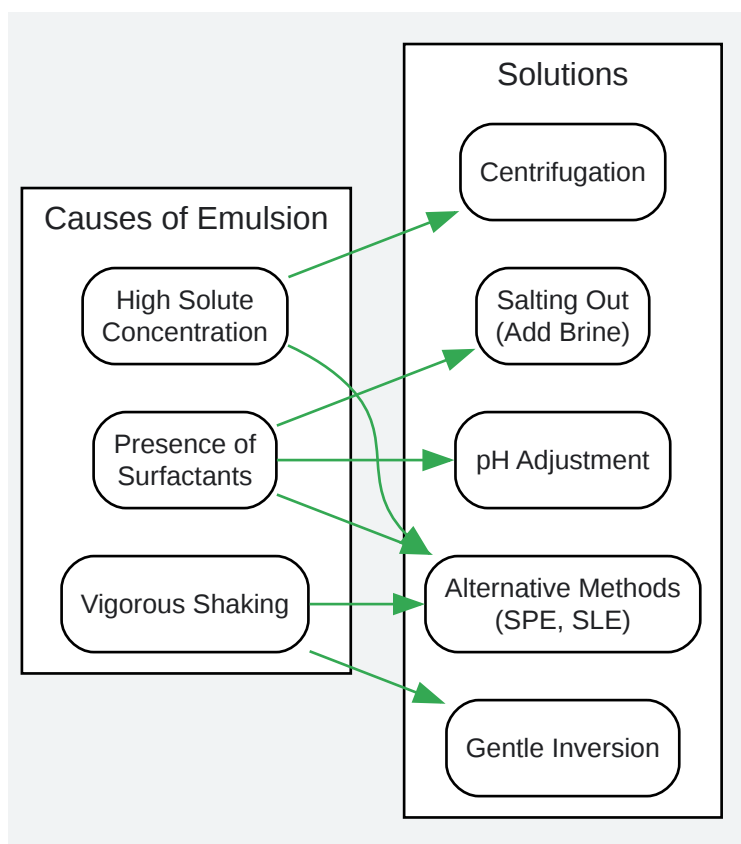 Causes of Emulsion
High Solute
Concentration
Presence of
Surfactants
Vigorous Shaking
Solutions
Centrifugation
Salting Out
(Add Brine)
pH Adjustment
Alternative Methods
(SPE, SLE)
Gentle Inversion